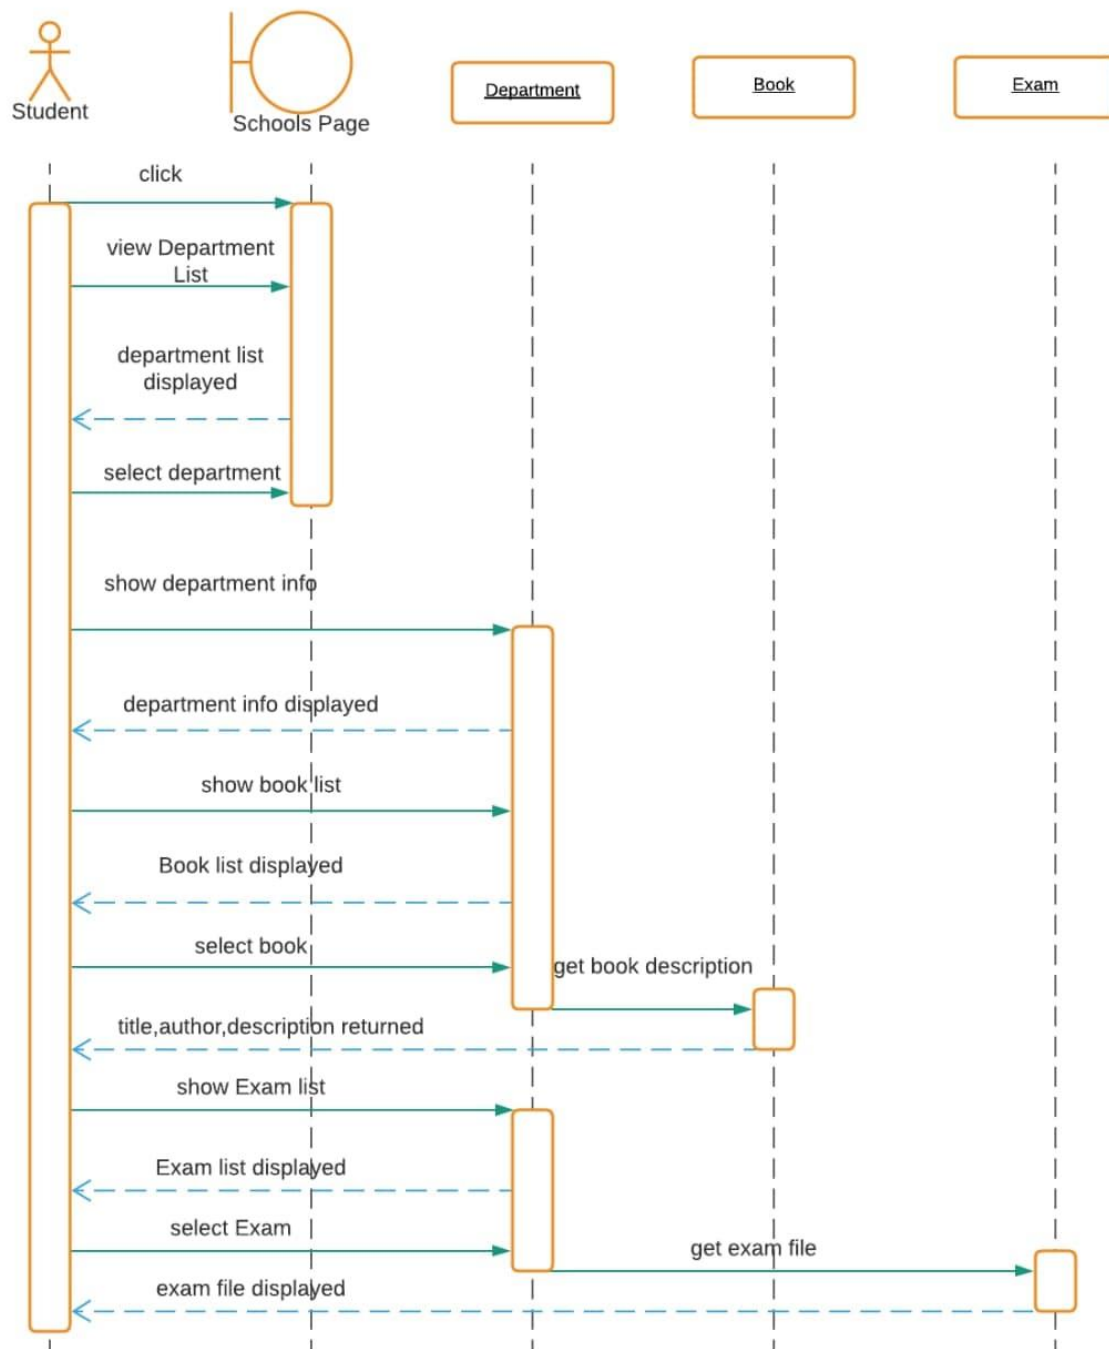 Student
Schools Page
Department
Book
Exam
click
view Department
List
department list
displayed
select department
show department info
department info displayed
show book list
Book list displayed
select book
get book description
title,author,description returned
show Exam list
Exam list displayed
select Exam
get exam file
exam file displayed